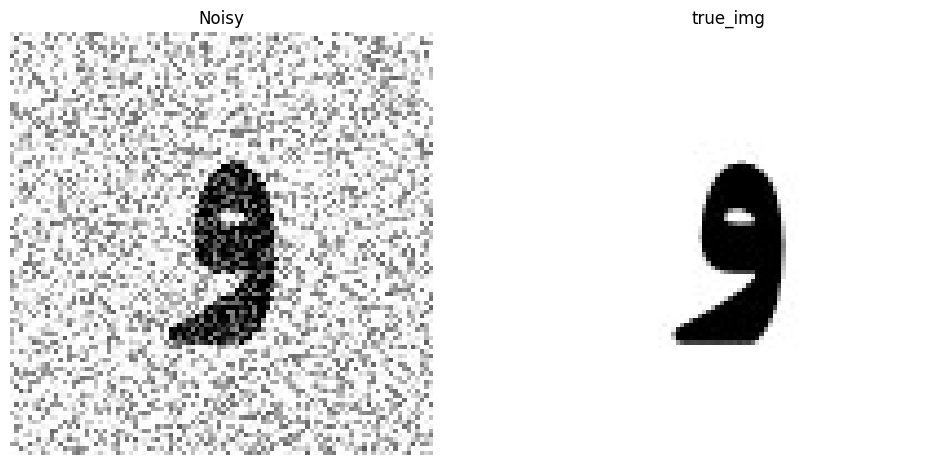 Noisy true_img
و و